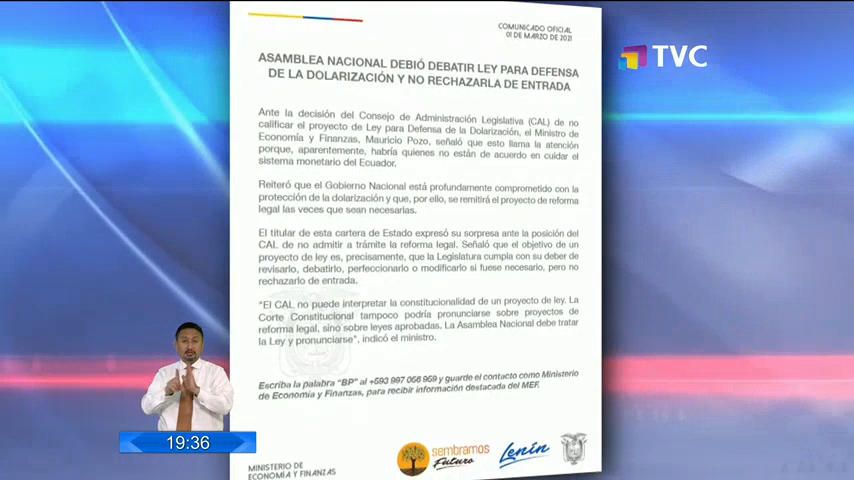 COMUNICADO OFICIAL
01 DE MARZO DE 2021
TVC
ASAMBLEA NACIONAL DEBIÓ DEBATIR LEY PARA DEFENSA
DE LA DOLARIZACIÓN Y NO RECHAZARLA DE ENTRADA
Ante la decisión del Consejo de Administración Legislativa (CAL) de no
calificar el proyecto de Ley para Defensa de la Dolarización, el Ministro de
Economía y Finanzas, Mauricio Pozo, señaló que esto llama la atención
porque, aparentemente, habría quienes no están de acuerdo en cuidar el
sistema monetario del Ecuador.
Reiteró que el Gobierno Nacional está profundamente comprometido con la
protección de la dolarización y que, por ello, se remitirá el proyecto de reforma
legal las veces que sean necesarias.
El titular de esta cartera de Estado expresó su sorpresa ante la posición del
CAL de no admitir a trámite la reforma legal. Señaló que el objetivo de un
proyecto de ley es, precisamente, que la Legislatura cumpla con su deber de
revisarlo, debatirlo, perfeccionarlo o modificarlo si fuese necesario, pero no
rechazarlo de entrada.
"El CAL no puede interpretar la constitucionalidad de un proyecto de ley. La
Corte Constitucional tampoco podría pronunciarse sobre proyectos de
reforma legal, sino sobre leyes aprobadas. La Asamblea Nacional debe tratar
la Ley y pronunciarse", indicó el ministro.
Escriba la palabra "BP" al +593 997 056 959 y guarde el contacto como Ministerio
de Economía y Finanzas, para recibir información destacada del MEF.
19:36
MINISTERIO DE
ECONOMÍA Y FINANZAS
sembramos
Futuro
Lenín